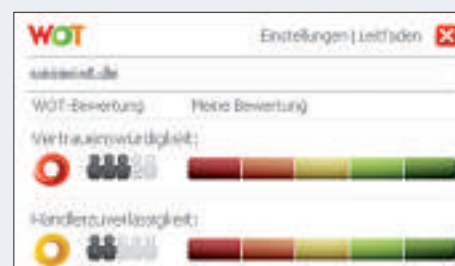 WOT Einstellungen | Leitfaden
WOT-Bewertung Meine Bewertung
Vertrauenswürdigkeit:
Händlerzuverlässigkeit: